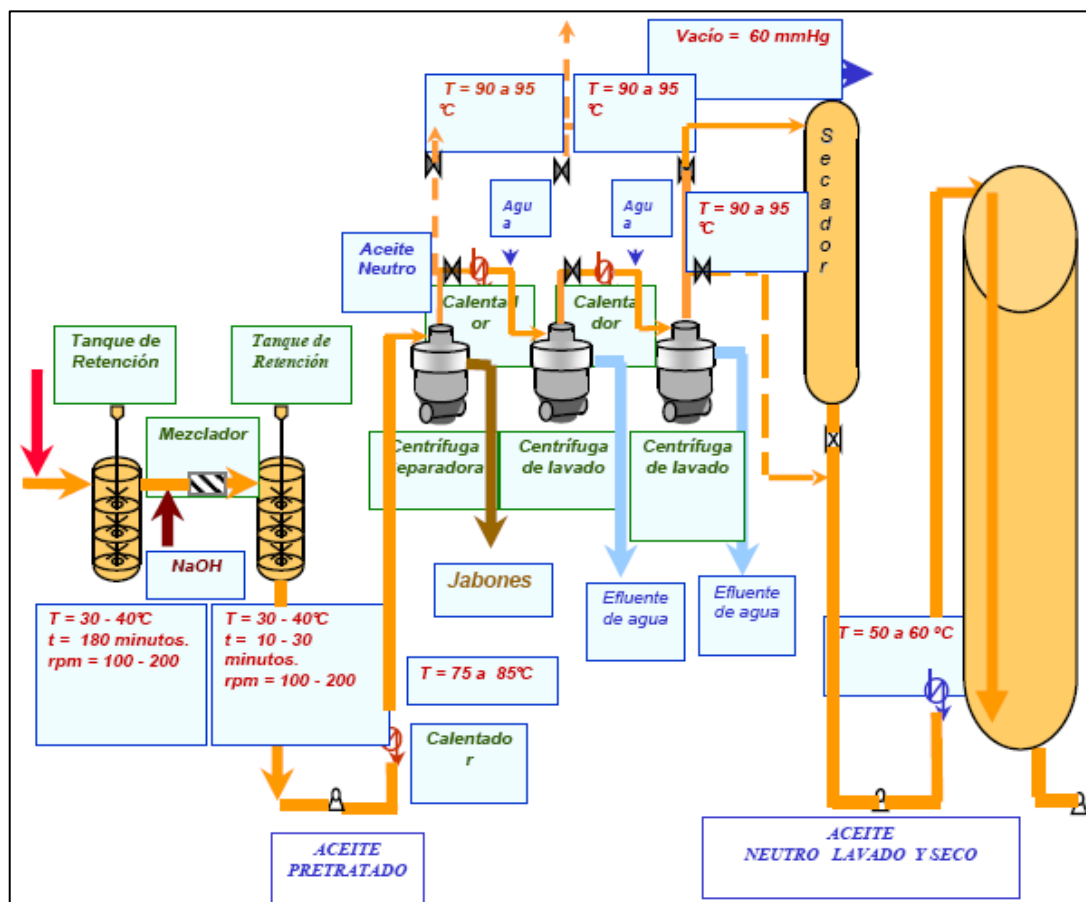 Vacío = 60 mmHg
T = 90 a 95
°C
T = 90 a 95
°C
Agu
a
Agu
a
T = 90 a 95
°C
Secador
Aceite
Neutro
Calentad
or
Calenta
dor
Tanque de
Retención
Tanque de
Retención
Mezclador
Centrífuga
separadora
Centrífuga
de lavado
Centrífuga
de lavado
NaOH
Jabones
Efluente
de agua
Efluente
de agua
T = 30 - 40°C
t = 180 minutos.
rpm = 100 - 200
T = 30 - 40°C
t = 10 - 30
minutos.
rpm = 100 - 200
T = 75 a 85°C
T = 50 a 60 ºC
Calentado
r
ACEITE
PRETRATADO
ACEITE
NEUTRO LAVADO Y SECO